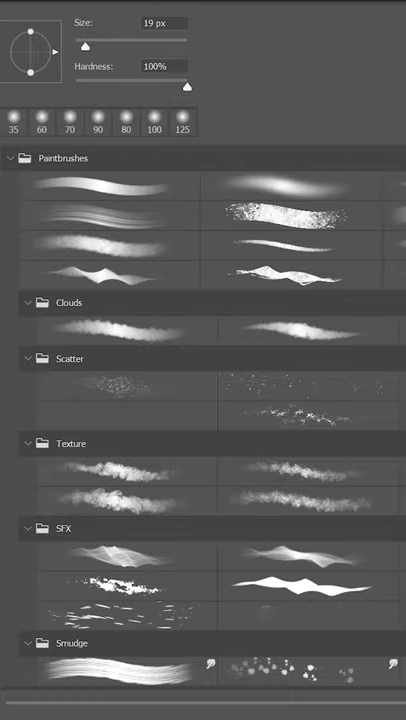 Size: 19 px
Hardness: 100%
35 60 70 90 80 100 125
Paintbrushes
Clouds
Scatter
Texture
SFX
Smudge